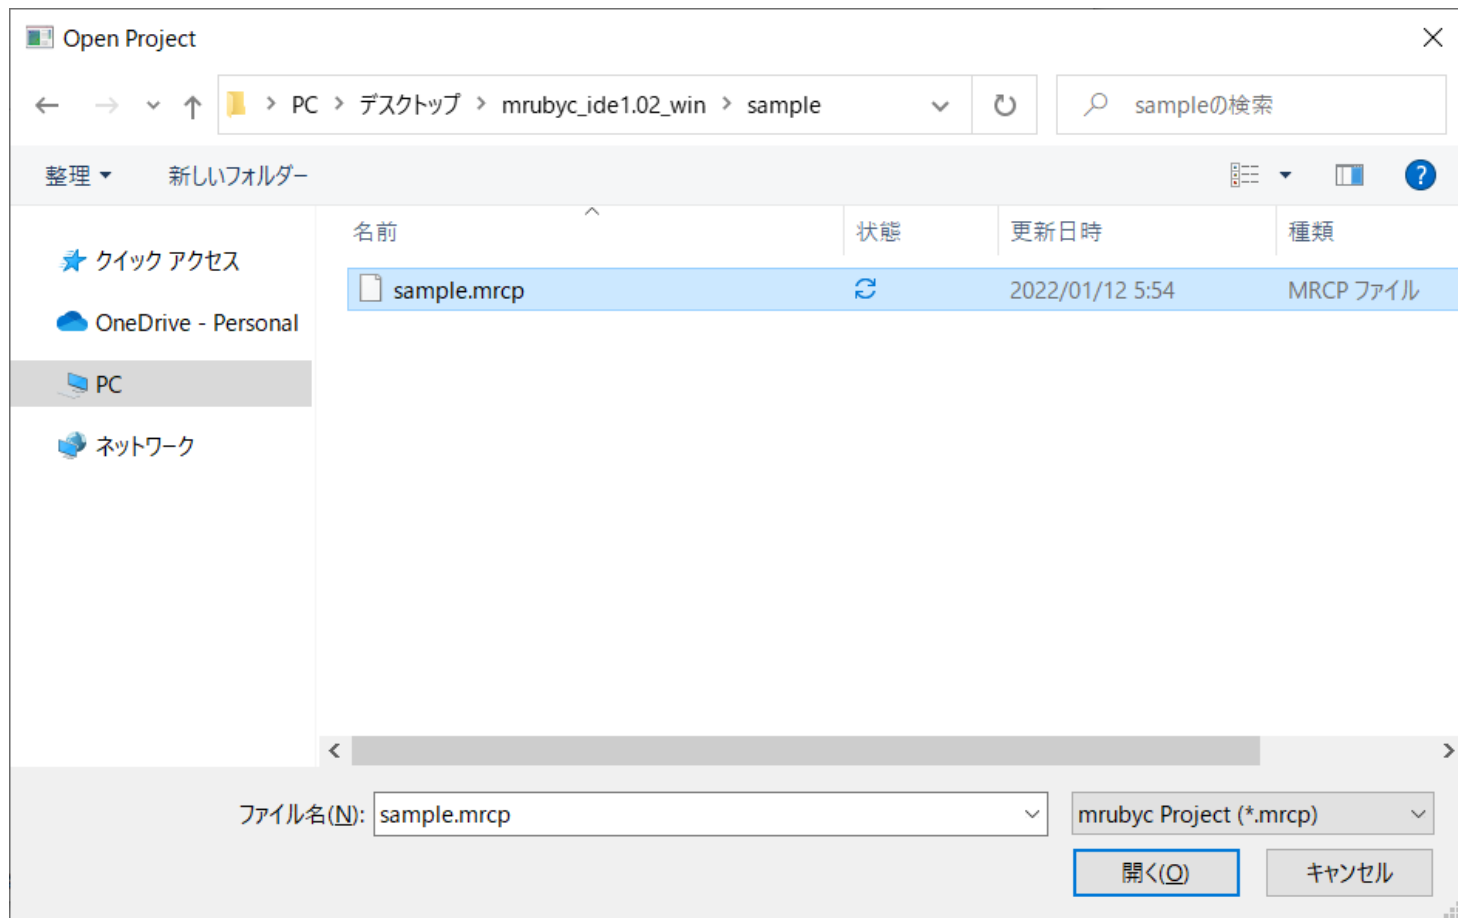 Open Project
PC > デスクトップ > mrubyc_ide1.02_win > sample
sampleの検索
整理
新しいフォルダー
名前
状態
更新日時
種類
クイック アクセス
OneDrive - Personal
PC
ネットワーク
sample.mrcp
2022/01/12 5:54
MRCP ファイル
ファイル名(N):
sample.mrcp
mrubyc Project (*.mrcp)
開く(O)
キャンセル